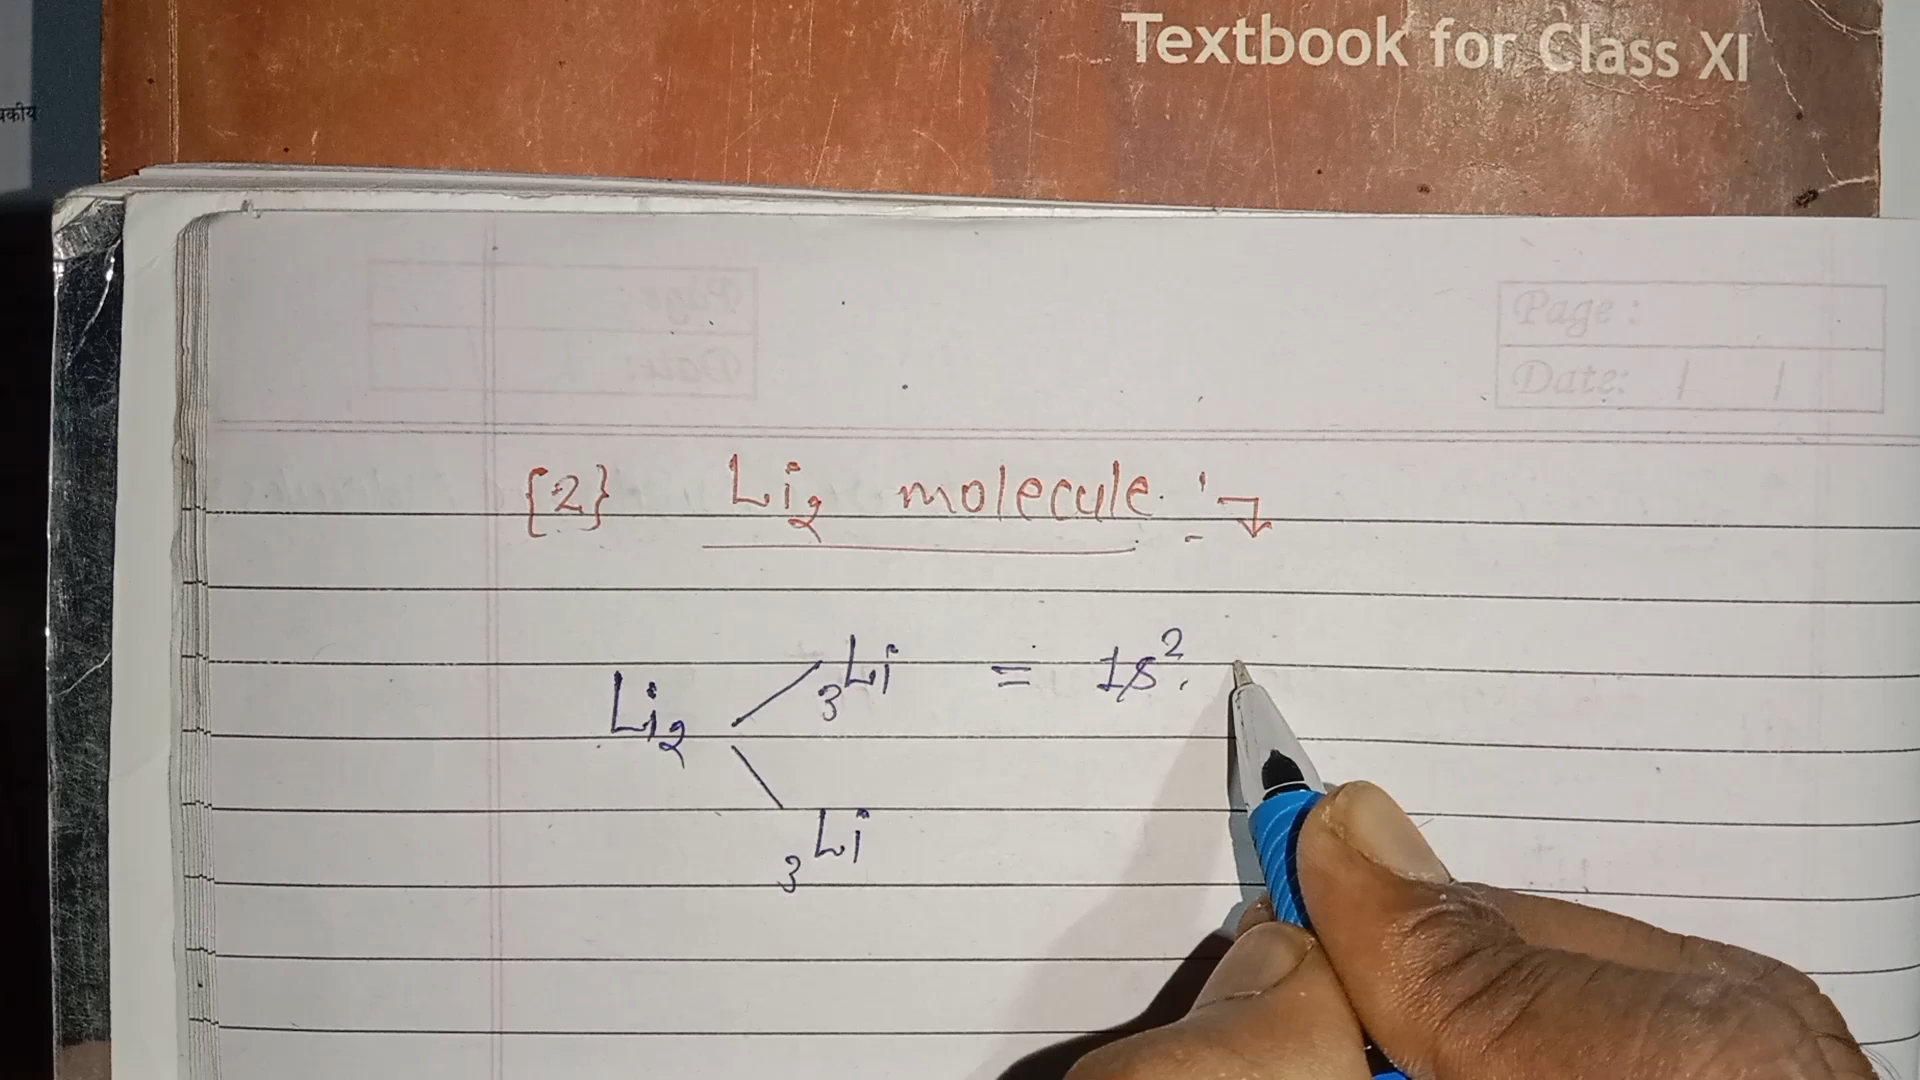 Textbook for Class XI
Page :
Date: / /
{2} Li₂ molecule :
₃Li = 1s²,
Li₂
₃Li